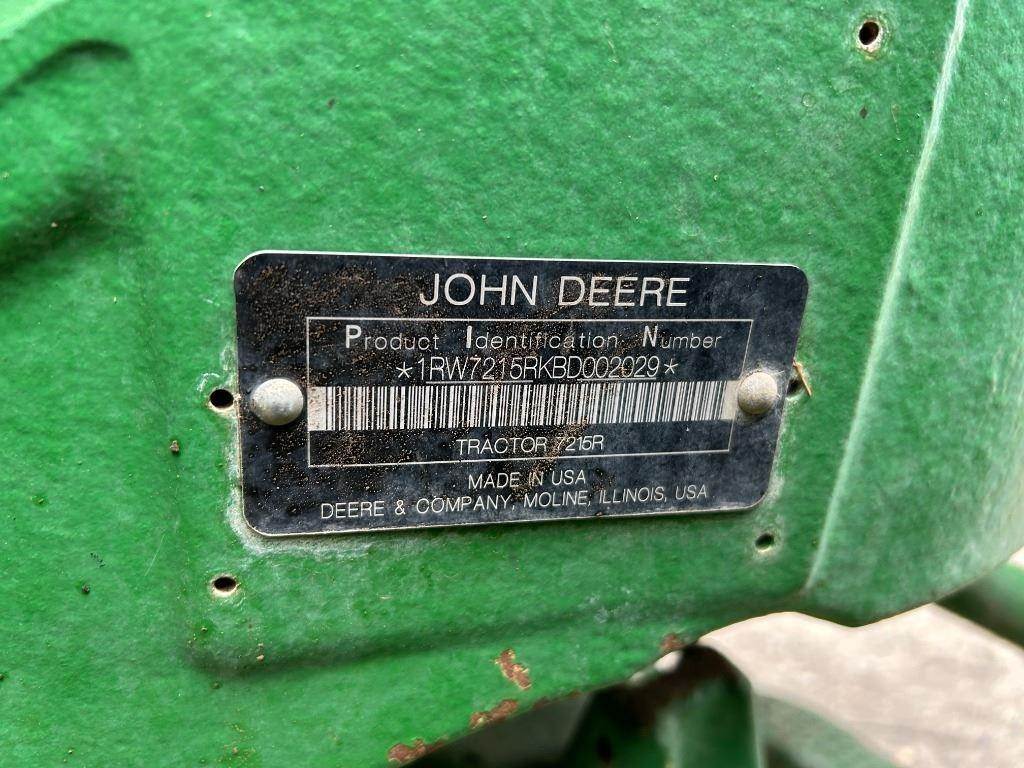 JOHN DEERE
Product Identification Number
*1RW7215RKBD002029*
TRACTOR 7215R
MADE IN USA
DEERE & COMPANY, MOLINE, ILLINOIS, USA